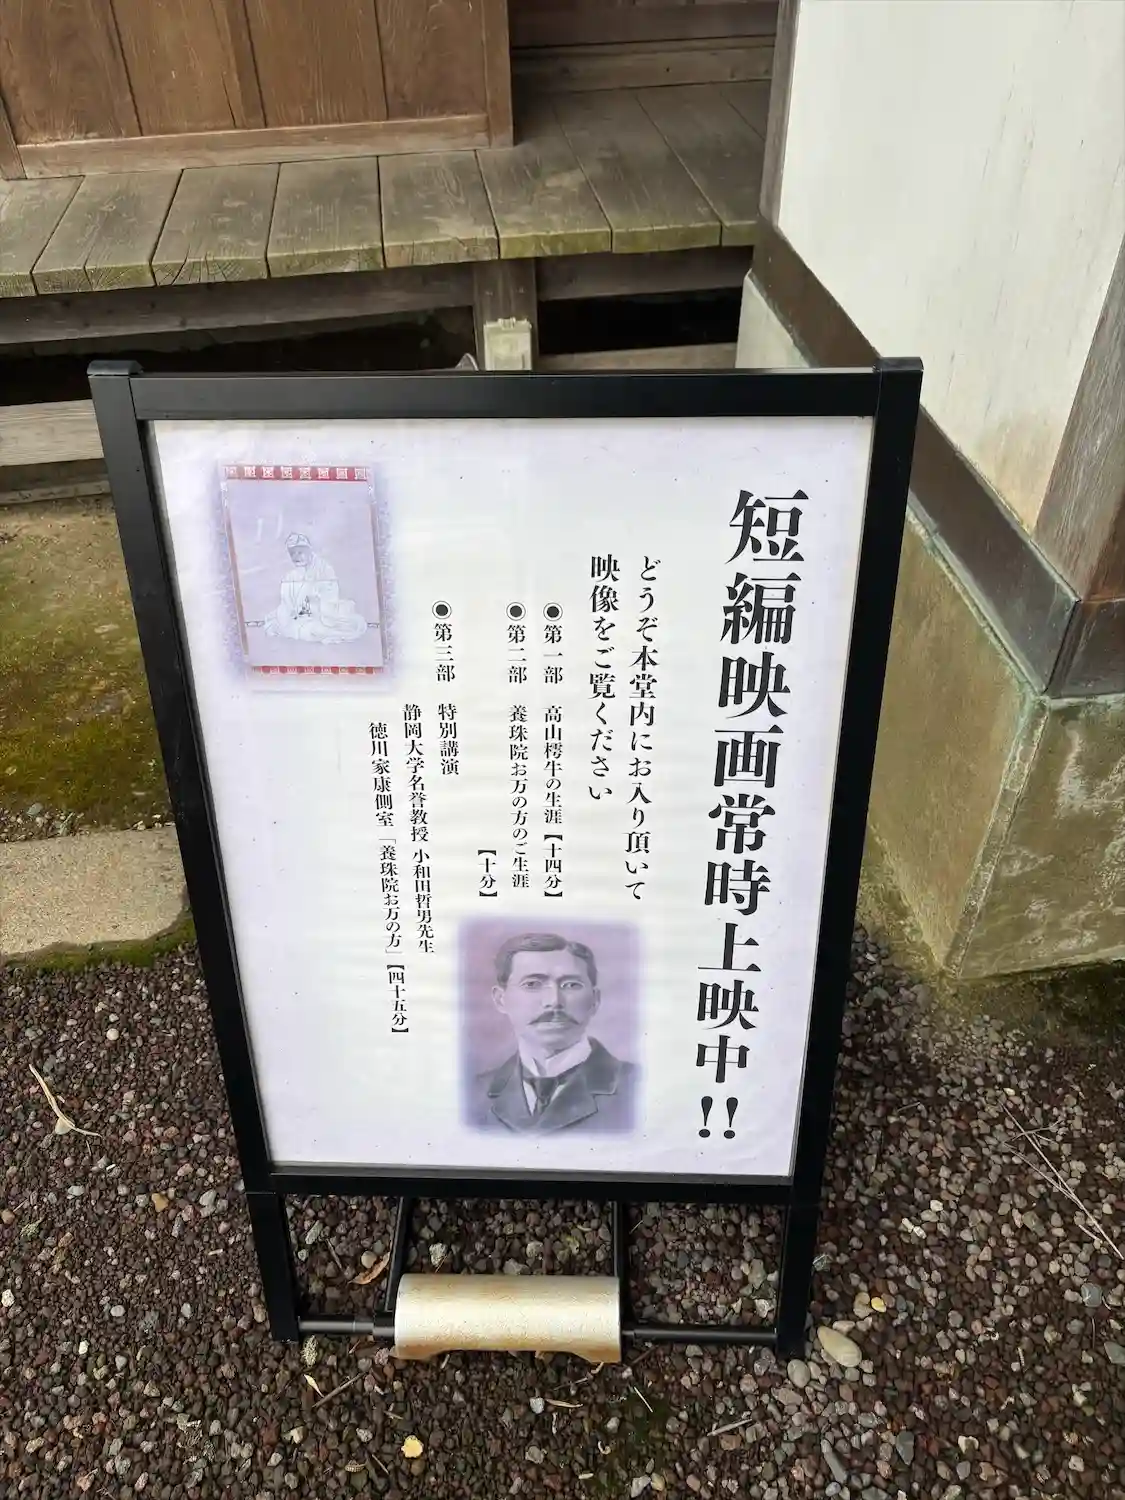 短編映画常時上映中!!
どうぞ本堂内にお入り頂いて
映像をご覧ください
◉第一部 高山樗牛の生涯【十四分】
◉第二部 養珠院お万の方のご生涯
【十分】
◉第三部 特別講演
静岡大学名誉教授 小和田哲男先生
徳川家康側室「養珠院お万の方」【四十五分】